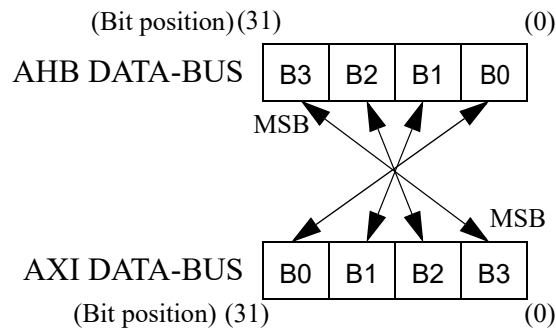 (Bit position) (31) (0)
AHB DATA-BUS B3 B2 B1 B0
MSB
MSB
AXI DATA-BUS B0 B1 B2 B3
(Bit position) (31) (0)